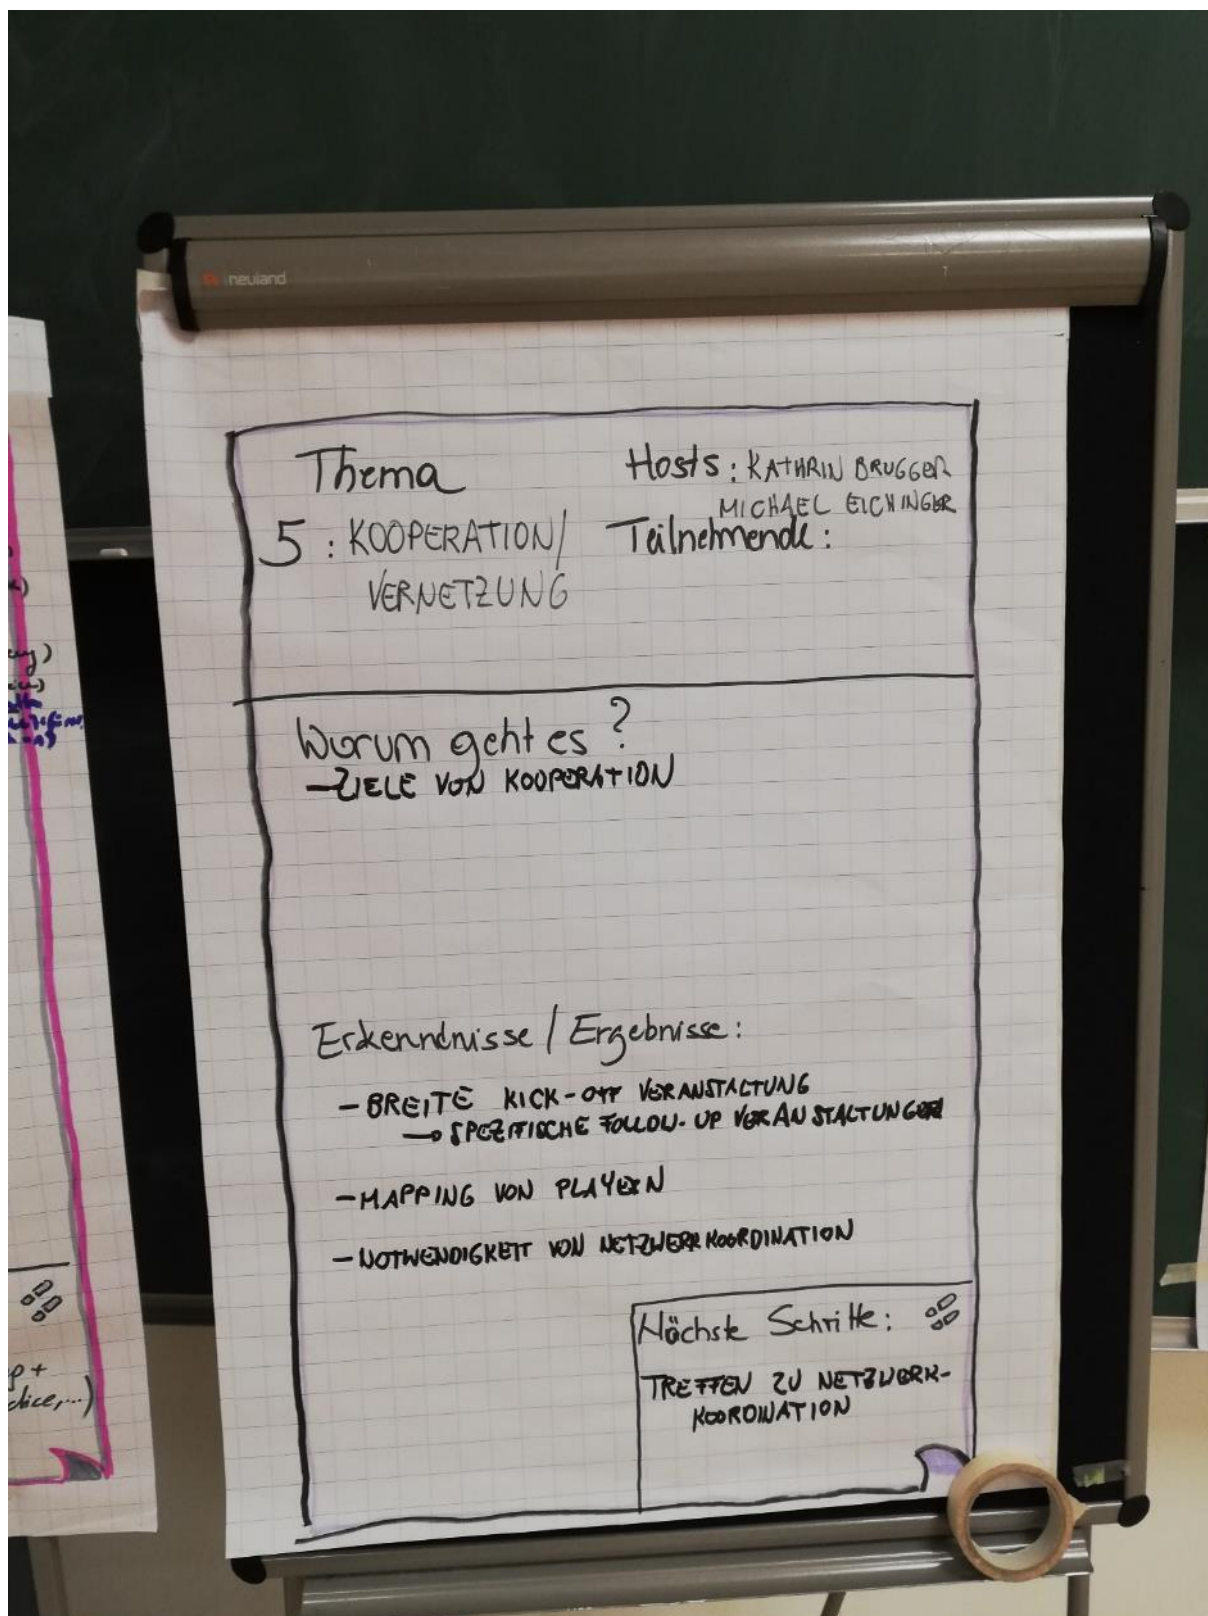 neuland
Thema
Hosts: KATHRIN BRUGGER
MICHAEL EICHINGER
5: KOOPERATION/
VERNETZUNG
Teilnehmende:
Worum geht es?
- ZIELE VON KOOPERATION
Erkenndnisse / Ergebnisse:
- BREITE KICK-OFF VERANSTALTUNG
→ SPEZIFISCHE FOLLOW-UP VERANSTALTUNGEN
- MAPPING VON PLAYERN
- NOTWENDIGKEIT VON NETZWERKKOORDINATION
Nächste Schritte:
TREFFEN ZU NETZWERK-
KOORDINATION